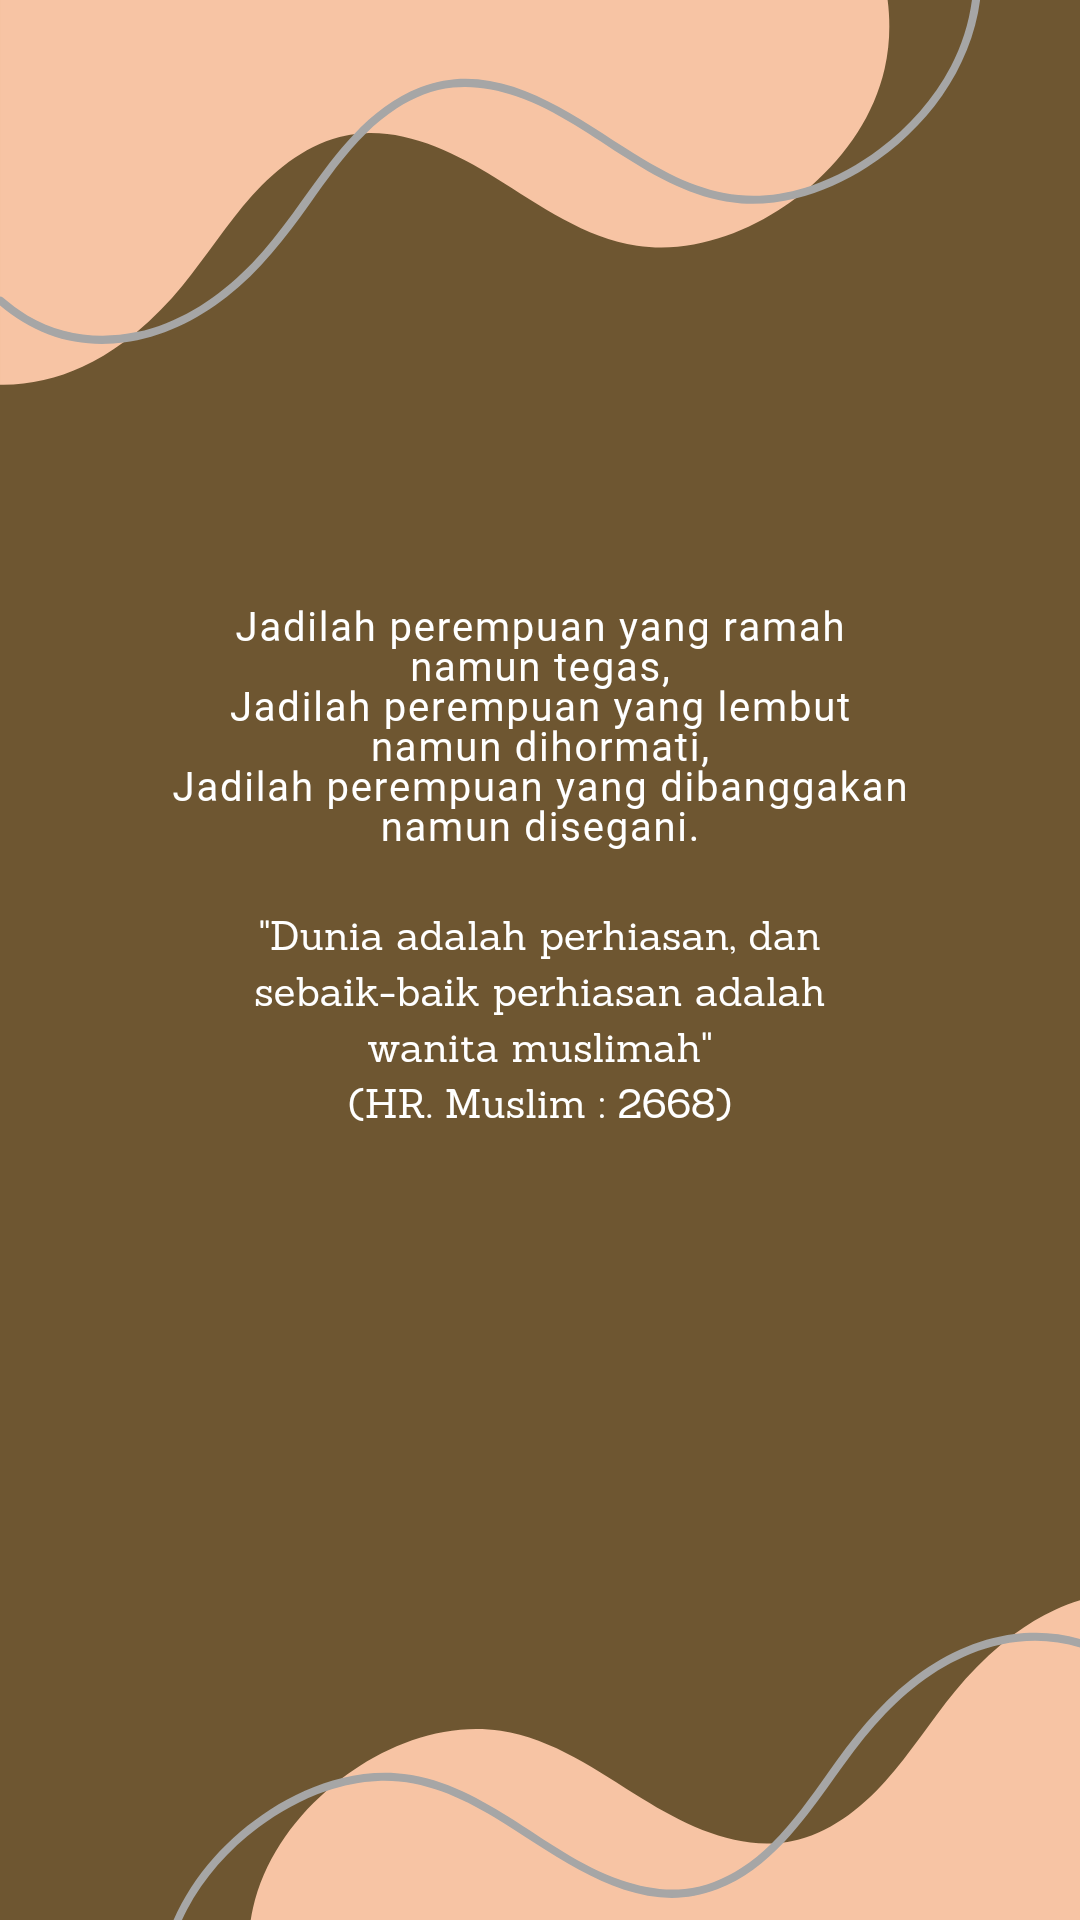 Jadilah perempuan yang ramah
namun tegas,
Jadilah perempuan yang lembut
namun dihormati,
Jadilah perempuan yang dibanggakan
namun disegani.
"Dunia adalah perhiasan, dan
sebaik-baik perhiasan adalah
wanita muslimah"
(HR. Muslim : 2668)